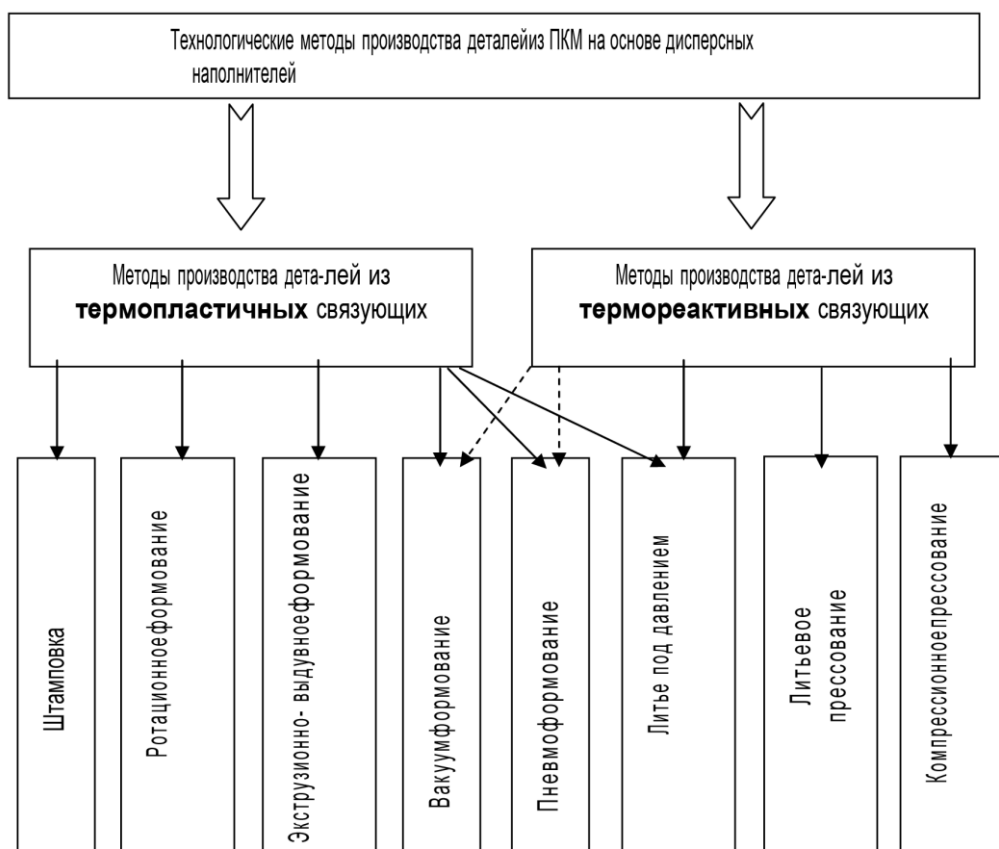 Технологические методы производства деталейиз ПКМ на основе дисперсных
наполнителей
Методы производства дета-лей из
термопластичных связующих
Методы производства дета-лей из
термореактивных связующих
Штамповка
Ротационноеформование
Экструзионно- выдувноеформование
Вакуумформование
Пневмоформование
Литье под давлением
Литьевое
прессование
Компрессионноепрессование